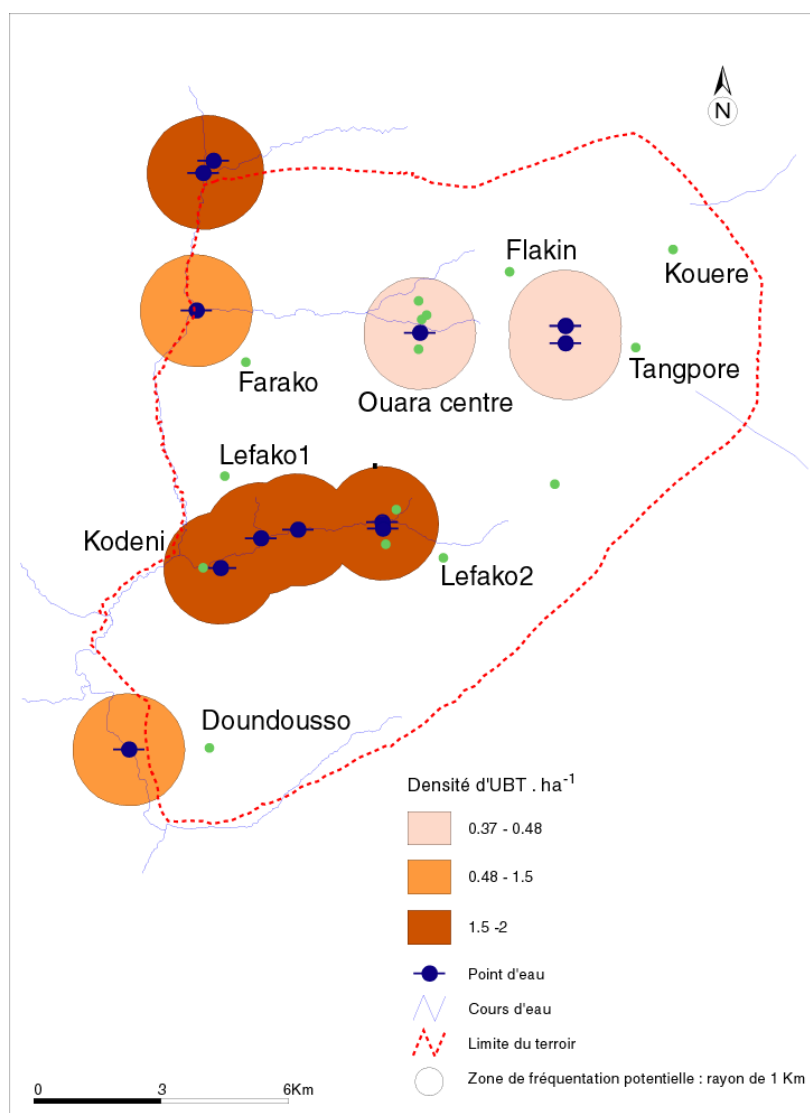 N
Flakin
Kouere
Farako
Ouara centre
Tangpore
Lefako1
Kodeni
Lefako2
Doundousso
Densité d'UBT . ha⁻¹
0.37 - 0.48
0.48 - 1.5
1.5 -2
Point d'eau
Cours d'eau
Limite du terroir
Zone de fréquentation potentielle : rayon de 1 Km
0 3 6Km